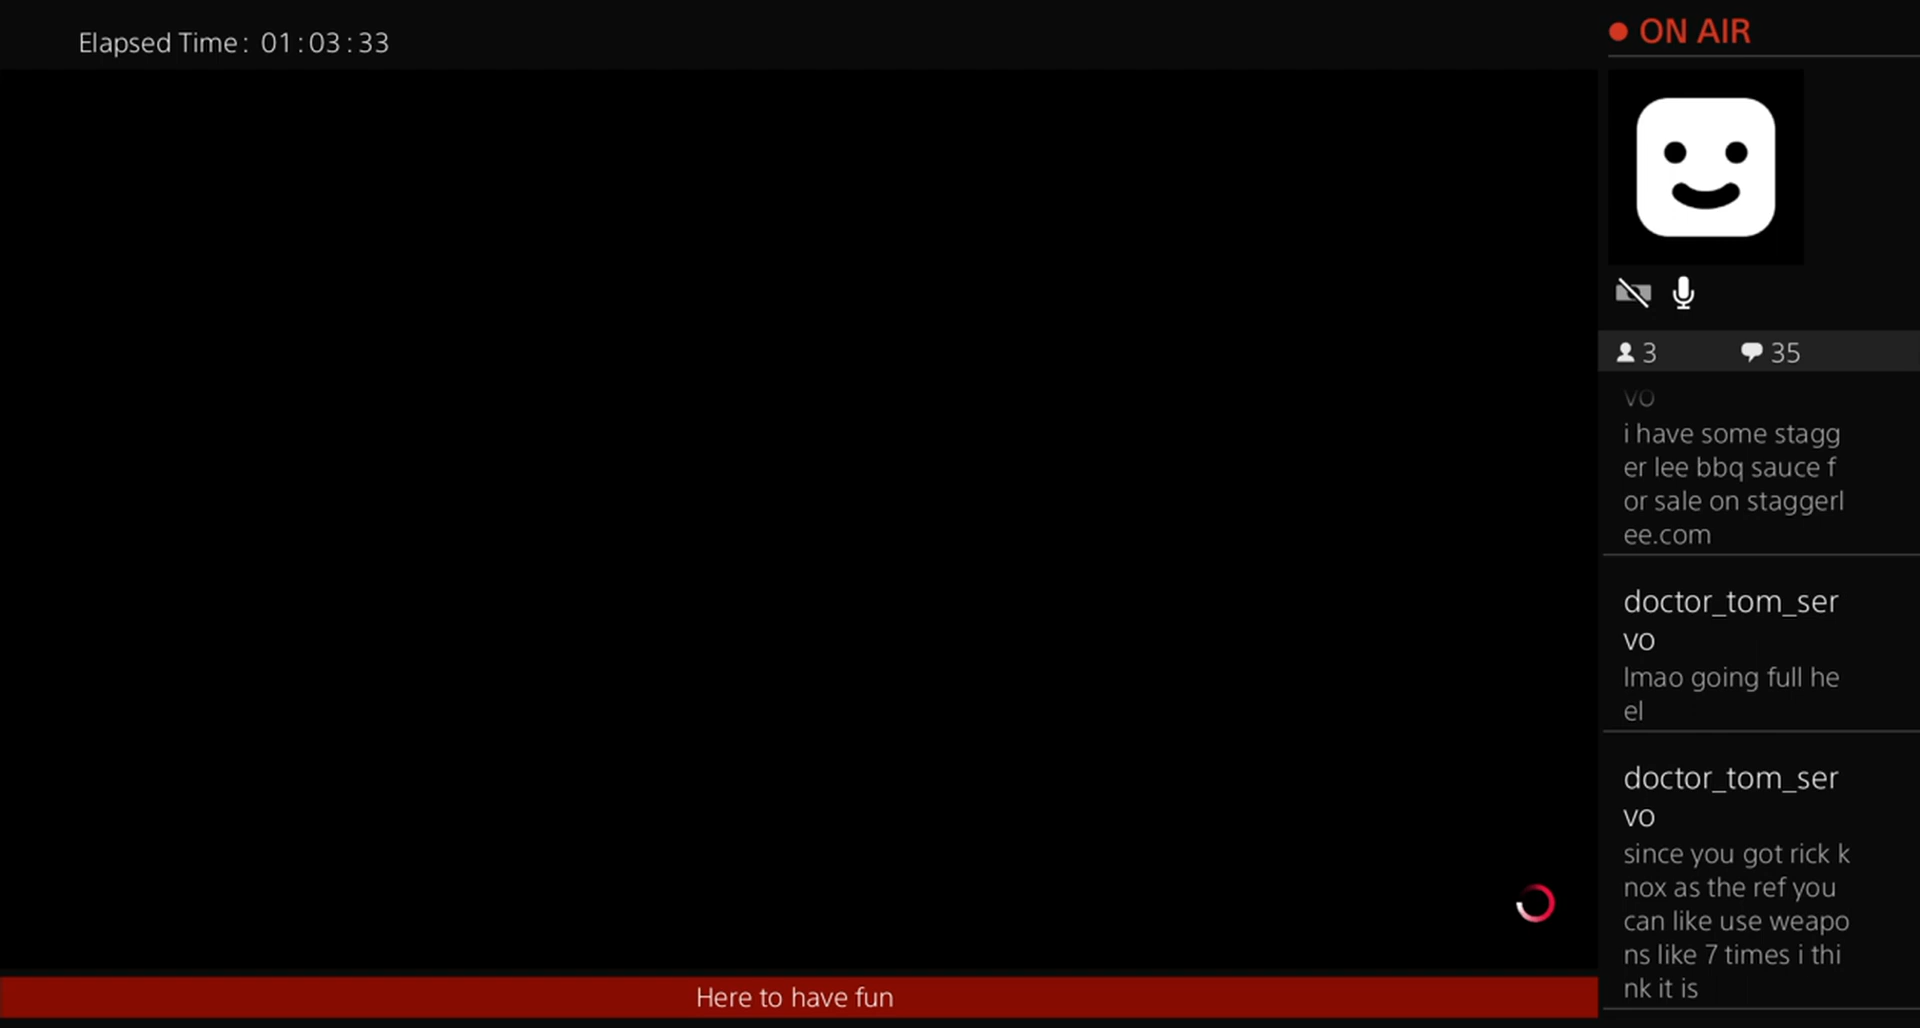 Elapsed Time: 01:03:33
ON AIR
3 35
vo
i have some stagg
er lee bbq sauce f
or sale on staggerl
ee.com
doctor_tom_ser
vo
lmao going full he
el
doctor_tom_ser
vo
since you got rick k
nox as the ref you
can like use weapo
ns like 7 times i thi
nk it is
Here to have fun